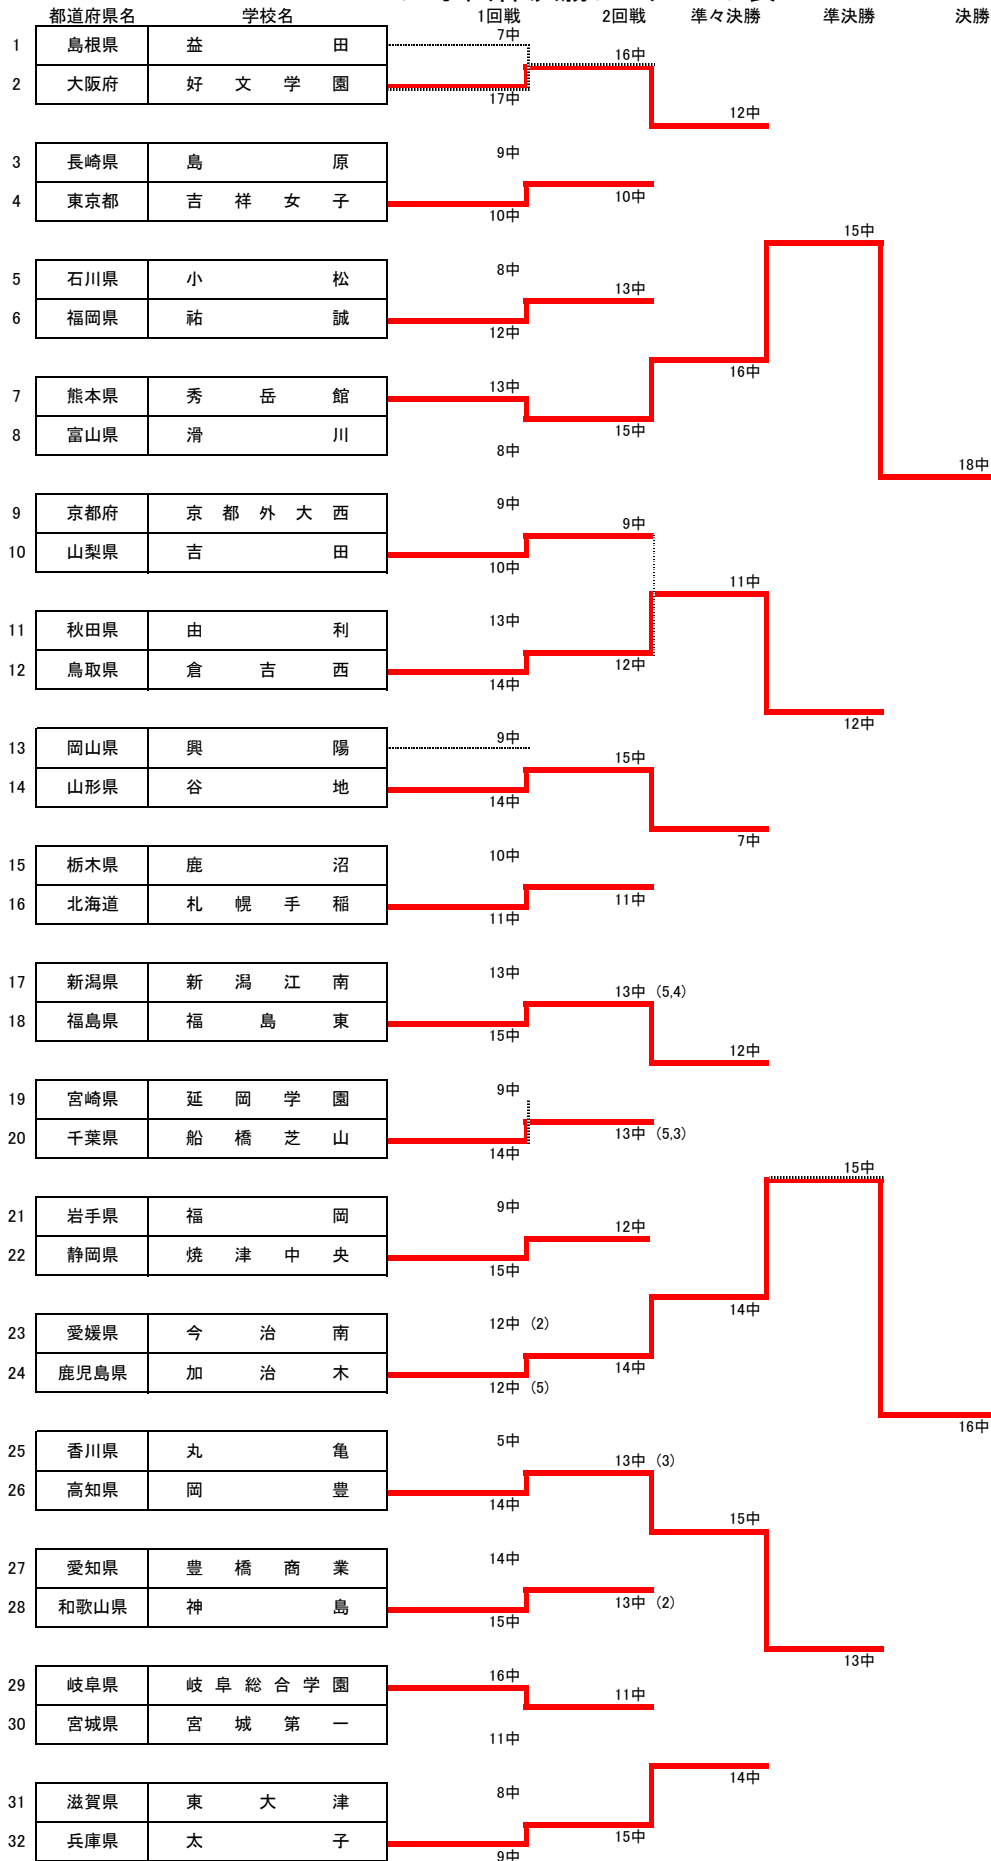 都道府県名 学校名 1回戦 2回戦 準々決勝 準決勝 決勝
7中
1 島根県 益田
16中
2 大阪府 好文学園
17中
12中
9中
3 長崎県 島原
4 東京都 吉祥女子
10中
10中
15中
8中
5 石川県 小松
13中
6 福岡県 祐誠
12中
16中
13中
7 熊本県 秀岳館
15中
8 富山県 滑川
8中
18中
9中
9 京都府 京都外大西
9中
10 山梨県 吉田
10中
11中
13中
11 秋田県 由利
12 鳥取県 倉吉西
12中
14中
12中
9中
13 岡山県 興陽
15中
14 山形県 谷地
14中
7中
10中
15 栃木県 鹿沼
16 北海道 札幌手稲
11中
11中
13中
17 新潟県 新潟江南
13中 (5,4)
18 福島県 福島東
15中
12中
9中
19 宮崎県 延岡学園
20 千葉県 船橋芝山
13中 (5,3)
14中
15中
9中
21 岩手県 福岡
12中
22 静岡県 焼津中央
15中
14中
12中 (2)
23 愛媛県 今治南
14中
24 鹿児島県 加治木
12中 (5)
16中
5中
25 香川県 丸亀
13中 (3)
26 高知県 岡豊
14中
15中
14中
27 愛知県 豊橋商業
28 和歌山県 神島
13中 (2)
15中
13中
16中
29 岐阜県 岐阜総合学園
11中
30 宮城県 宮城第一
11中
14中
8中
31 滋賀県 東大津
32 兵庫県 太子
15中
9中